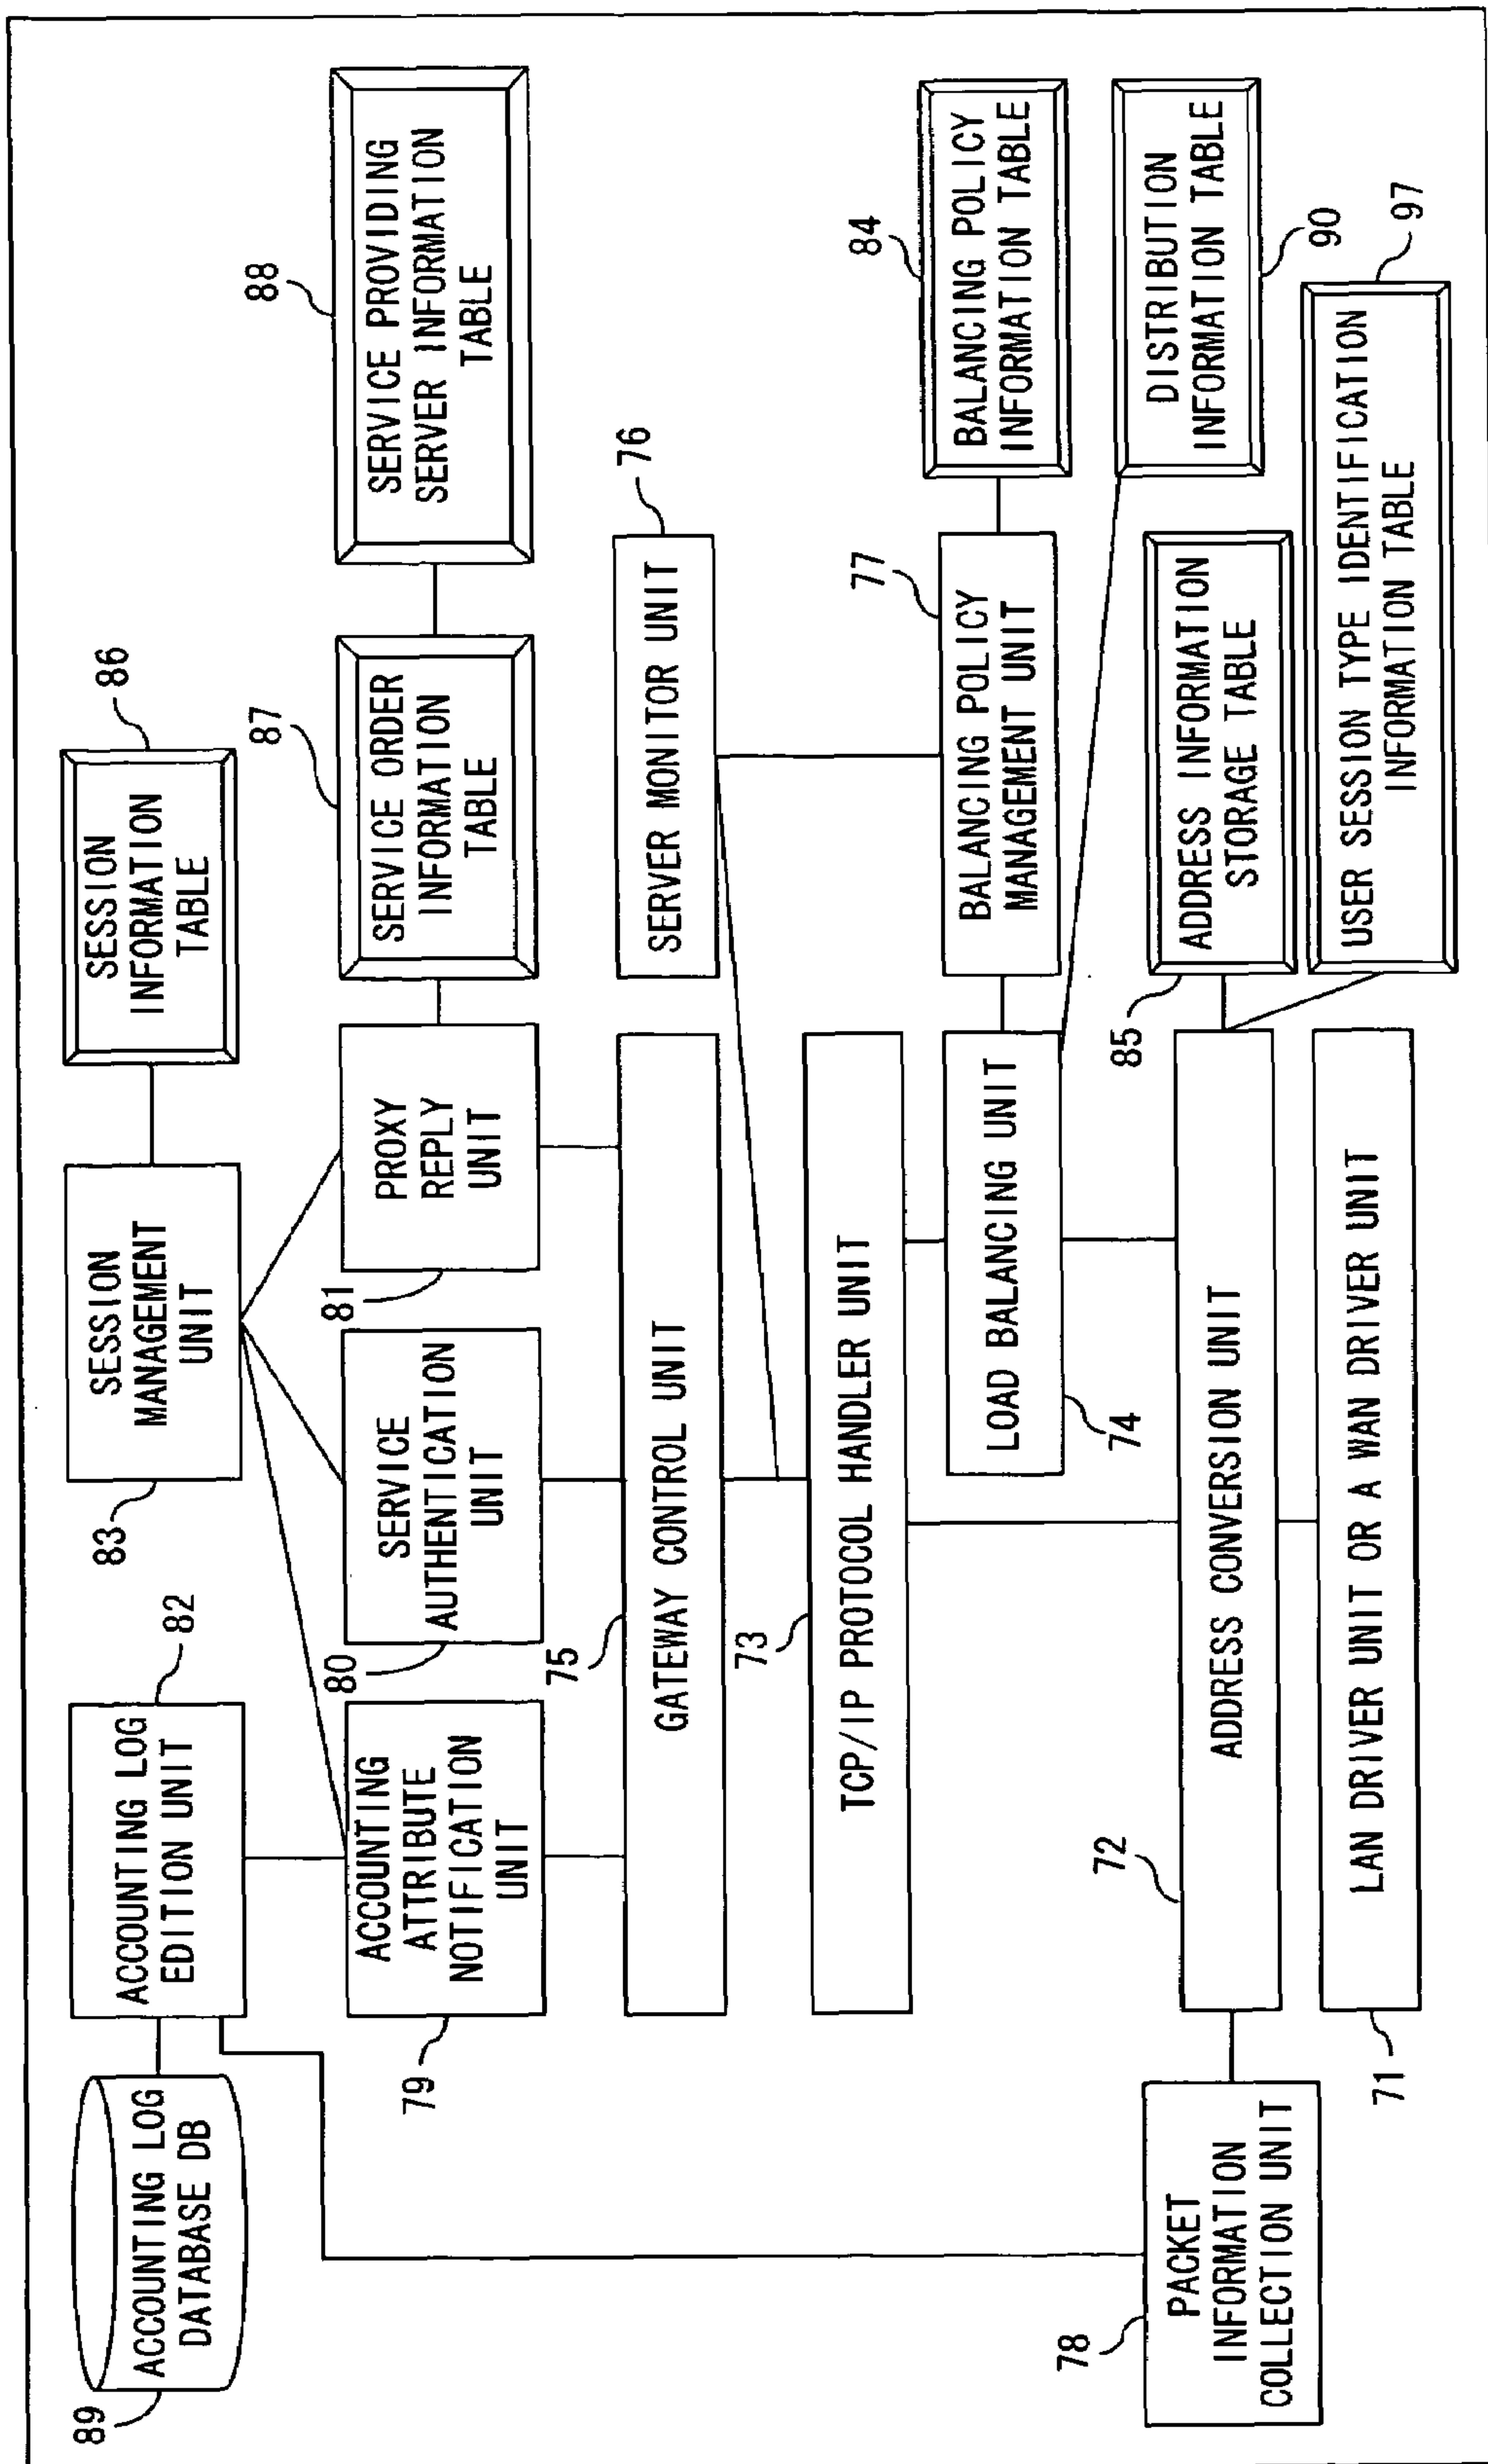 89
ACCOUNTING LOG
DATABASE DB
82
ACCOUNTING LOG
EDITION UNIT
83
SESSION
MANAGEMENT
UNIT
86
SESSION
INFORMATION
TABLE
79
ACCOUNTING
ATTRIBUTE
NOTIFICATION
UNIT
80
SERVICE
AUTHENTICATION
UNIT
81
PROXY
REPLY
UNIT
87
SERVICE ORDER
INFORMATION
TABLE
88
SERVICE PROVIDING
SERVER INFORMATION
TABLE
75
GATEWAY CONTROL UNIT
76
SERVER MONITOR UNIT
73
TCP/IP PROTOCOL HANDLER UNIT
74
LOAD BALANCING UNIT
77
BALANCING POLICY
MANAGEMENT UNIT
84
BALANCING POLICY
INFORMATION TABLE
DISTRIBUTION
INFORMATION TABLE
90
78
PACKET
INFORMATION
COLLECTION UNIT
72
ADDRESS CONVERSION UNIT
85
ADDRESS INFORMATION
STORAGE TABLE
97
USER SESSION TYPE IDENTIFICATION
INFORMATION TABLE
71
LAN DRIVER UNIT OR A WAN DRIVER UNIT